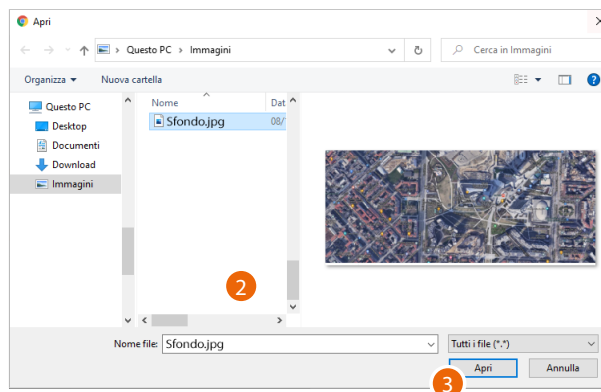 Apri
Questo PC > Immagini
Cerca in Immagini
Organizza
Nuova cartella
Questo PC
Desktop
Documenti
Download
Immagini
Nome
Dat
Sfondo.jpg
08/
2
Nome file:
Sfondo.jpg
Tutti i file (*.*)
Apri
Annulla
3